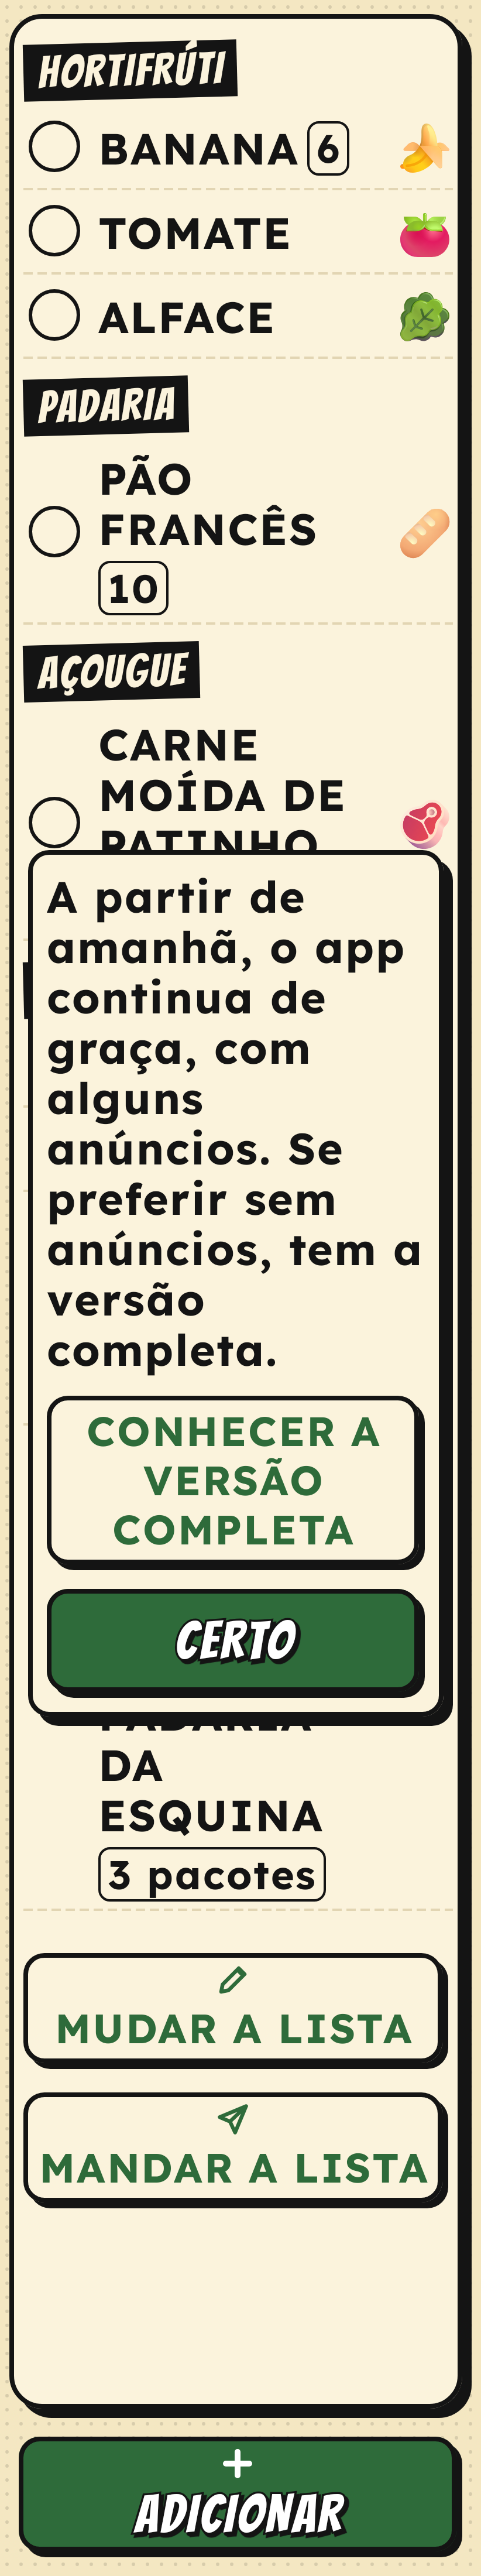 HORTIFRÚTI
BANANA 6
TOMATE
ALFACE
PADARIA
PÃO
FRANCÊS
10
AÇOUGUE
CARNE
MOÍDA DE
PATINHO
A partir de
amanhã, o app
continua de
graça, com
alguns
anúncios. Se
preferir sem
anúncios, tem a
versão
completa.
CONHECER A
VERSÃO
COMPLETA
CERTO
PADARIA
DA
ESQUINA
3 pacotes
MUDAR A LISTA
MANDAR A LISTA
ADICIONAR